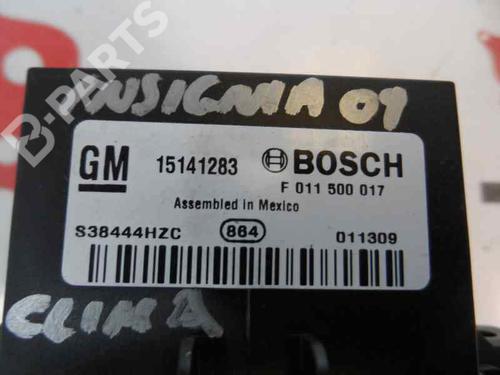 B-PARTS
INSIGNIA 09
GM 15141283 BOSCH
F 011 500 017
Assembled in Mexico
S38444HZC 864 011309
CLIMA